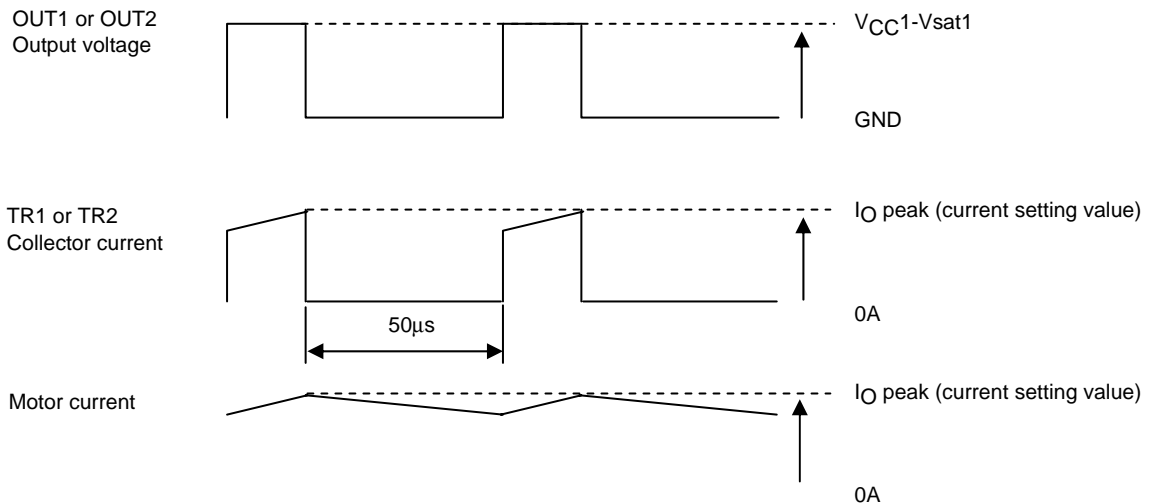 OUT1 or OUT2
Output voltage
VCC1-Vsat1
GND
TR1 or TR2
Collector current
IO peak (current setting value)
0A
50μs
Motor current
IO peak (current setting value)
0A